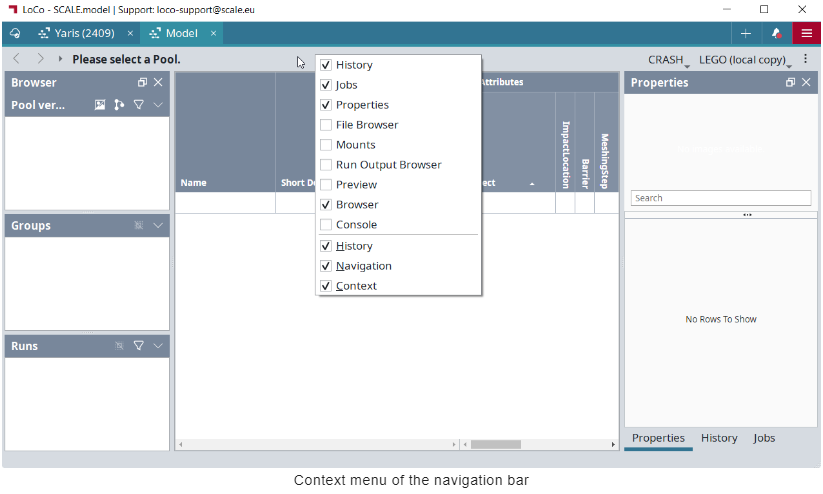 LoCo - SCALE.model | Support: loco-support@scale.eu
Yaris (2409) × Model ×
Please select a Pool.
CRASH LEGO (local copy)
Browser
Pool ver...
Groups
Runs
Name
Short De
Attributes
ect
ImpactLocation
Barrier
MeshingStep
History
Jobs
Properties
File Browser
Mounts
Run Output Browser
Preview
Browser
Console
History
Navigation
Context
Properties
Search
No Rows To Show
Properties History Jobs
Context menu of the navigation bar